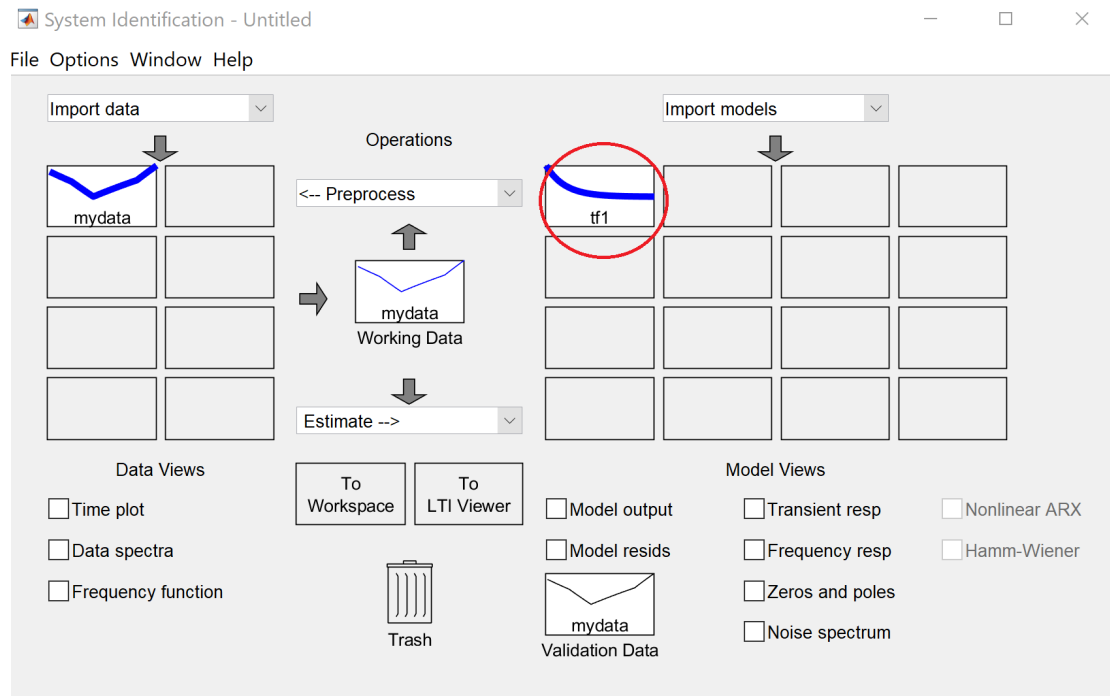 System Identification - Untitled
File Options Window Help
Import data
Import models
Operations
<-- Preprocess
mydata
tf1
mydata
Working Data
Estimate -->
Data Views
Model Views
To
Workspace
To
LTI Viewer
Time plot
Data spectra
Frequency function
Model output
Model resids
Transient resp
Frequency resp
Zeros and poles
Noise spectrum
Nonlinear ARX
Hamm-Wiener
Trash
mydata
Validation Data